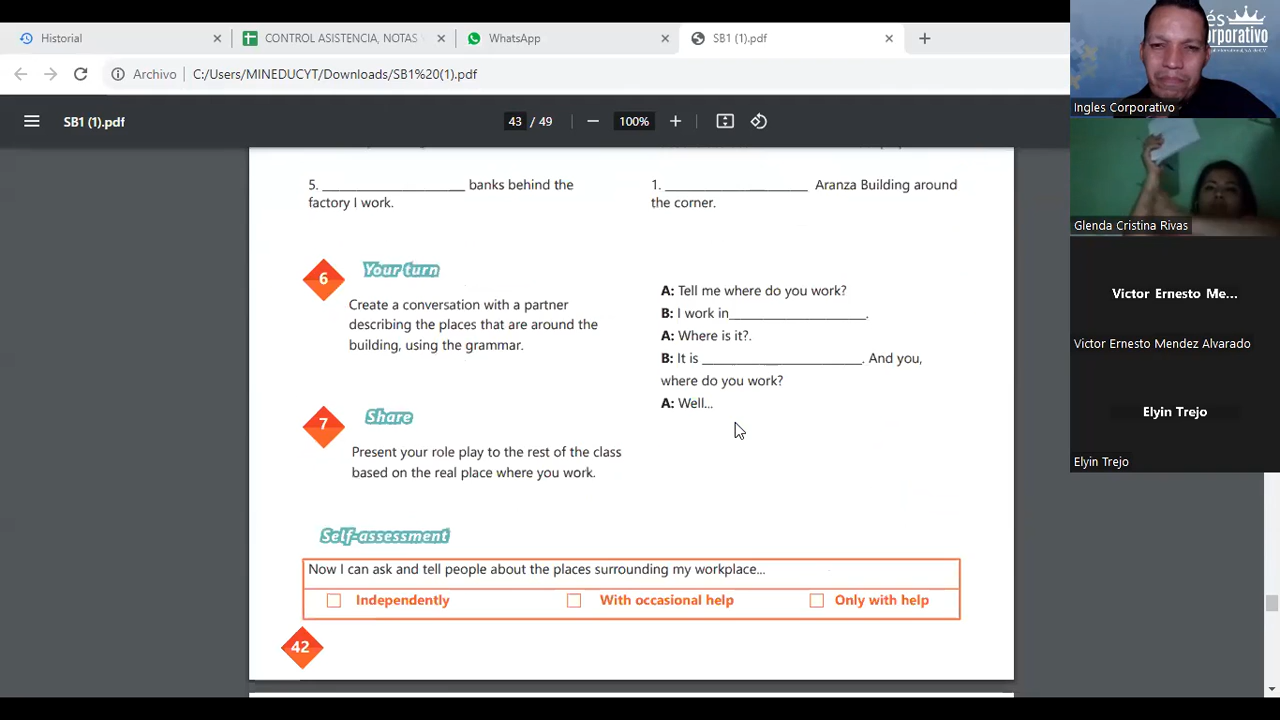 Historial
CONTROL ASISTENCIA, NOTAS
WhatsApp
SB1 (1).pdf
Archivo
C:/Users/MINEDUCYT/Downloads/SB1%20(1).pdf
SB1 (1).pdf
43 / 49
100%
5. ______________________ banks behind the
factory I work.
1. ______________________ Aranza Building around
the corner.
6
Your turn
Create a conversation with a partner
describing the places that are around the
building, using the grammar.
A: Tell me where do you work?
B: I work in_____________________.
A: Where is it?.
B: It is ________________________. And you,
where do you work?
A: Well...
7
Share
Present your role play to the rest of the class
based on the real place where you work.
Self-assessment
Now I can ask and tell people about the places surrounding my workplace...
Independently
With occasional help
Only with help
42
Ingles Corporativo
Glenda Cristina Rivas
Victor Ernesto Me...
Victor Ernesto Mendez Alvarado
Elyin Trejo
Elyin Trejo